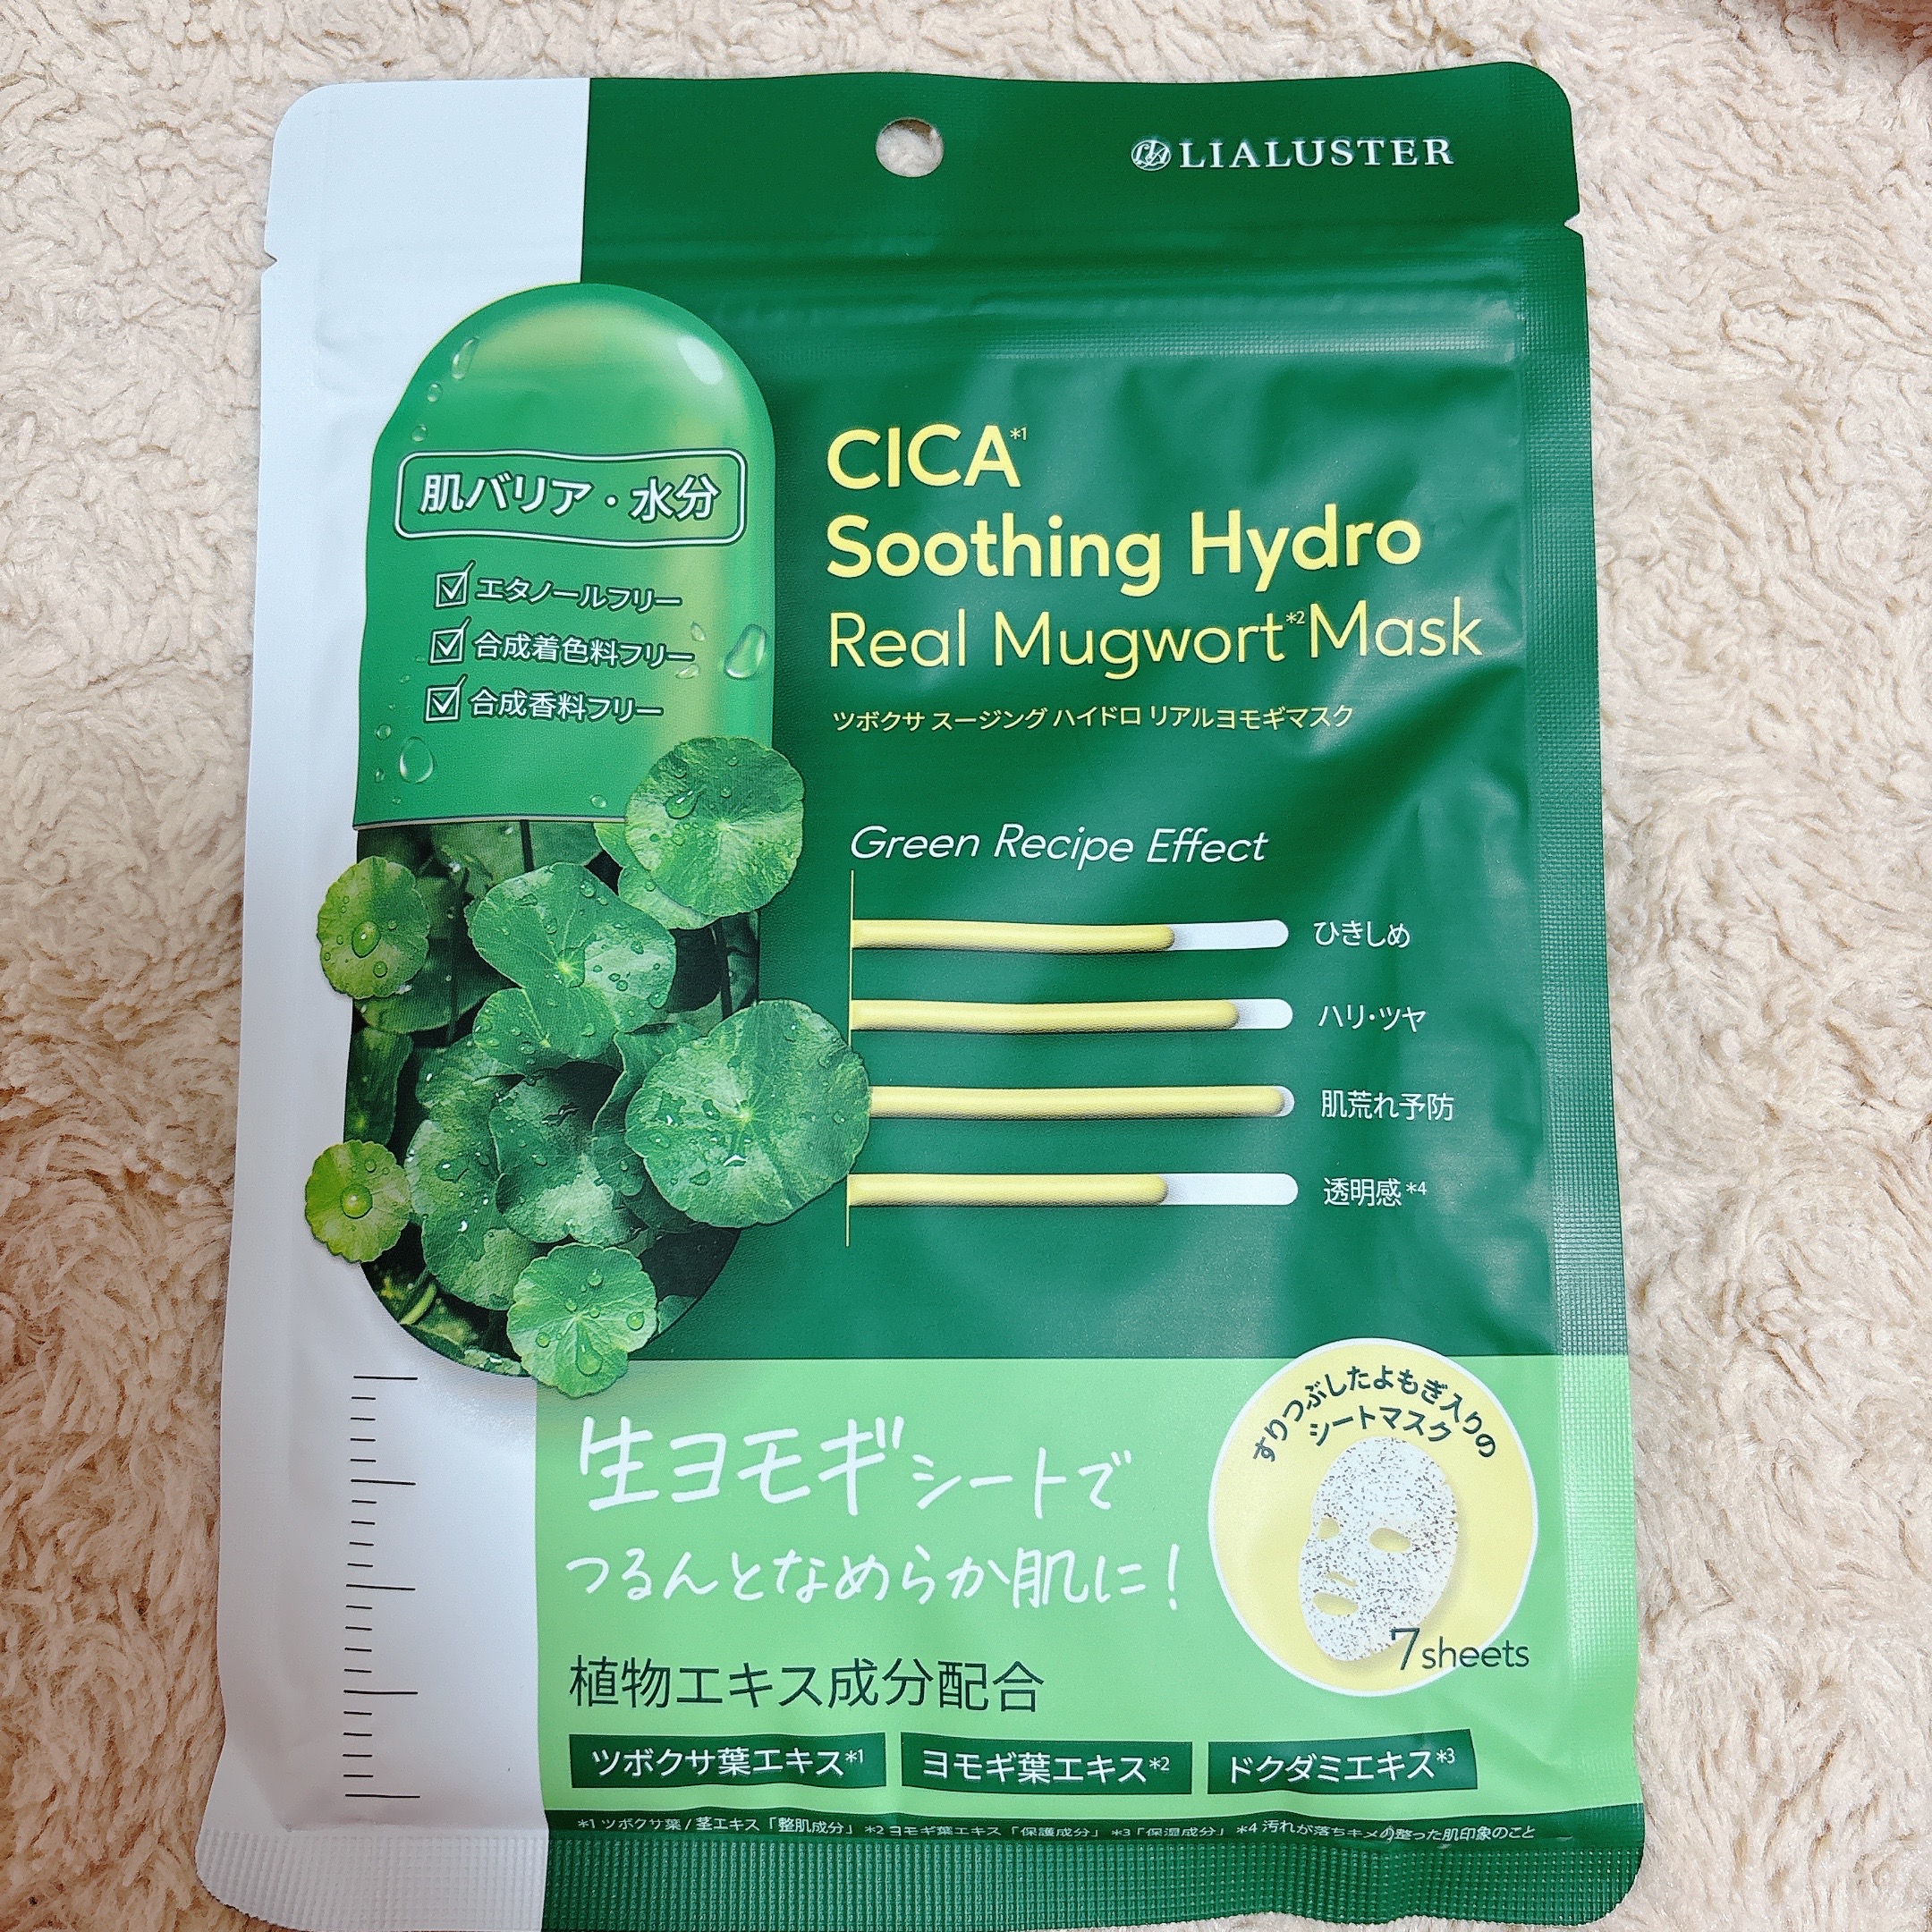 LIALUSTER
肌バリア・水分
エタノールフリー
合成着色料フリー
合成香料フリー
CICA*1
Soothing Hydro
Real Mugwort*2 Mask
ツボクサ スージング ハイドロ リアルヨモギマスク
Green Recipe Effect
ひきしめ
ハリ・ツヤ
肌荒れ予防
透明感*4
すりつぶしたよもぎ入りの
シートマスク
7sheets
生ヨモギシートで
つるんとなめらか肌に!
植物エキス成分配合
ツボクサ葉エキス*1 ヨモギ葉エキス*2 ドクダミエキス*3
*1 ツボクサ葉/茎エキス「整肌成分」 *2 ヨモギ葉エキス「保護成分」 *3「保湿成分」 *4 汚れが落ちキメの整った肌印象のこと